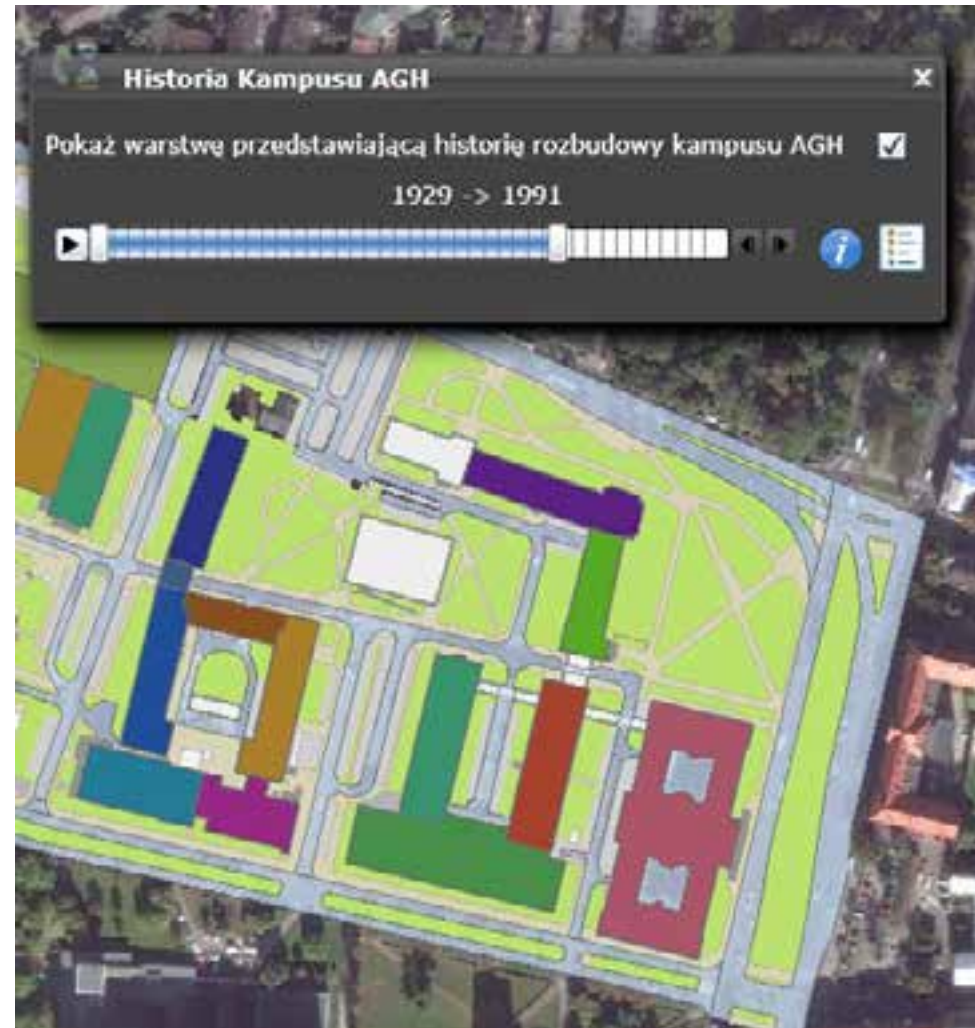 Historia Kampusu AGH
Pokaż warstwę przedstawiającą historię rozbudowy kampusu AGH
1929 -> 1991